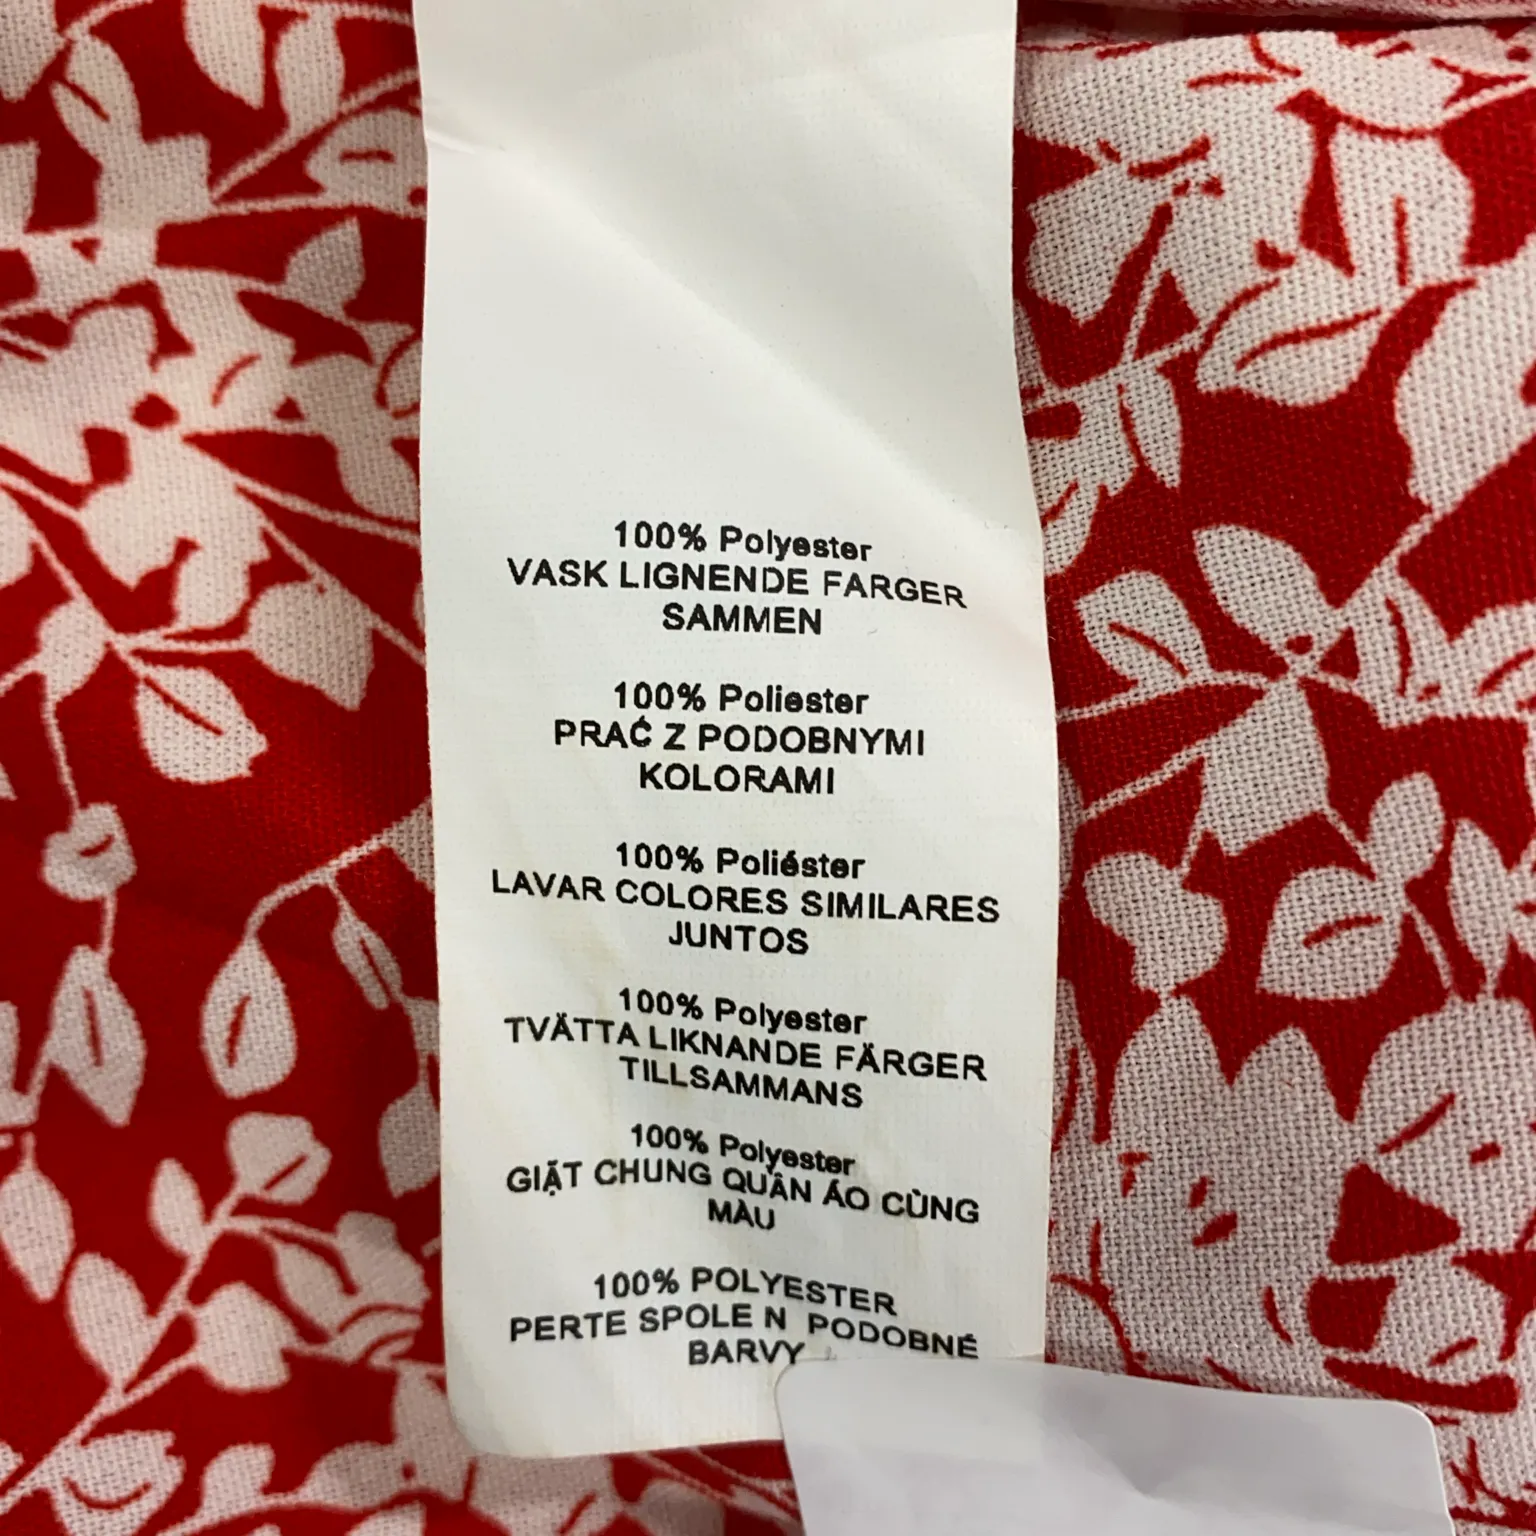 100% Polyester
VASK LIGNENDE FARGER
SAMMEN
100% Poliester
PRAĆ Z PODOBNYMI
KOLORAMI
100% Poliéster
LAVAR COLORES SIMILARES
JUNTOS
100% Polyester
TVÄTTA LIKNANDE FÄRGER
TILLSAMMANS
100% Polyester
GIẶT CHUNG QUẦN ÁO CÙNG
MÀU
100% POLYESTER
PERTE SPOLE N PODOBNÉ
BARVY